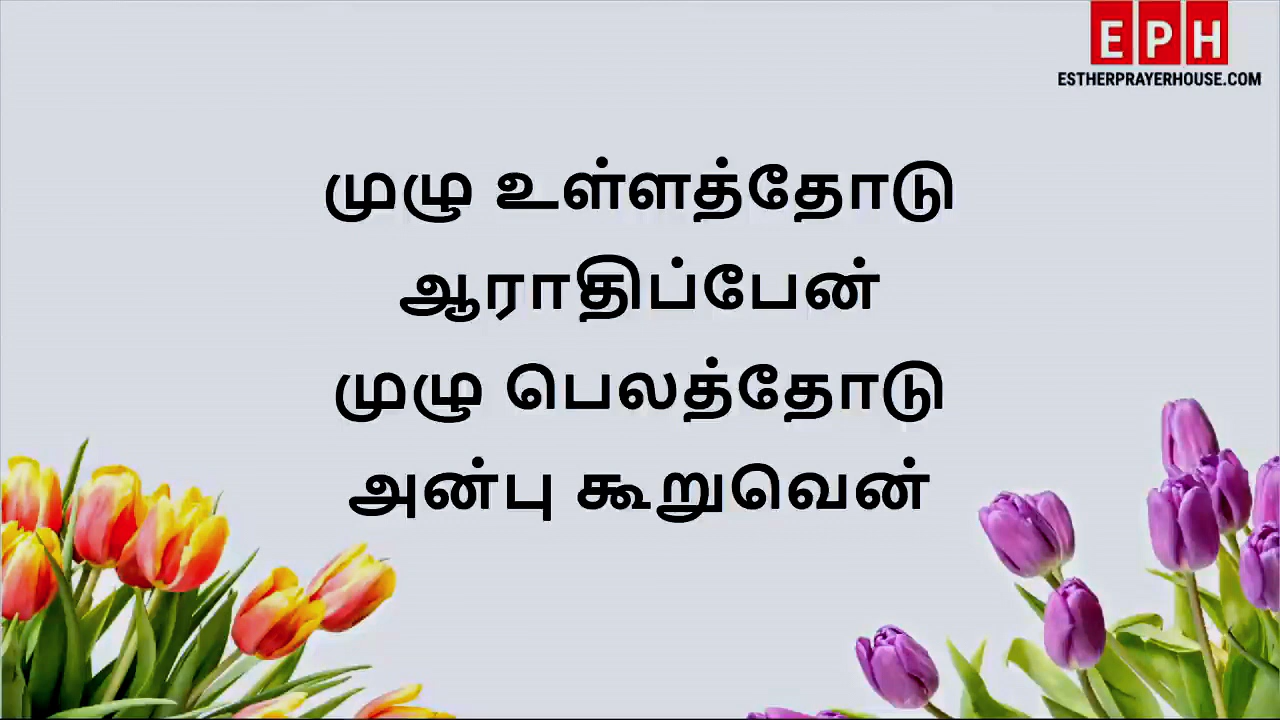 EPH
ESTHERPRAYERHOUSE.COM
முழு உள்ளத்தோடு
ஆராதிப்பேன்
முழு பெலத்தோடு
அன்பு கூறுவென்